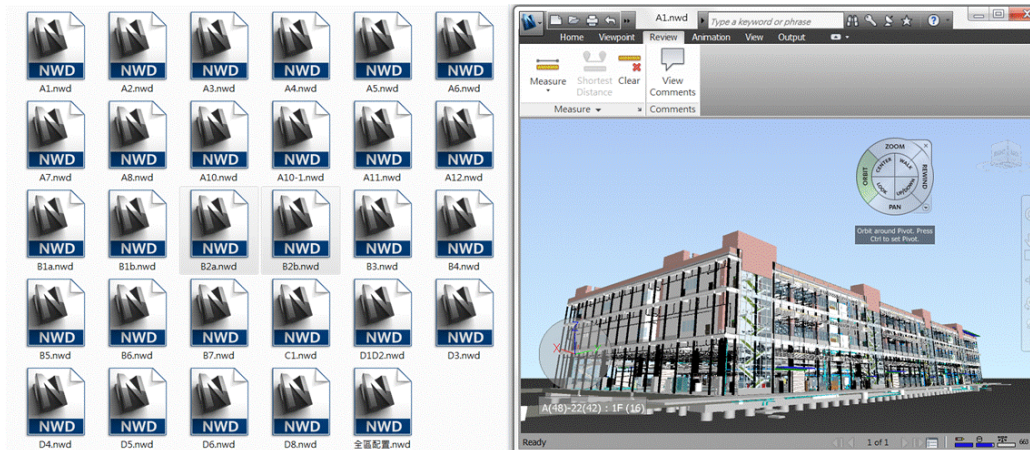 NWD NWD NWD NWD NWD NWD
A1.nwd A2.nwd A3.nwd A4.nwd A5.nwd A6.nwd
NWD NWD NWD NWD NWD NWD
A7.nwd A8.nwd A10.nwd A10-1.nwd A11.nwd A12.nwd
NWD NWD NWD NWD NWD NWD
B1a.nwd B1b.nwd B2a.nwd B2b.nwd B3.nwd B4.nwd
NWD NWD NWD NWD NWD NWD
B5.nwd B6.nwd B7.nwd C1.nwd D1D2.nwd D3.nwd
NWD NWD NWD NWD NWD
D4.nwd D5.nwd D6.nwd D8.nwd 全區配置.nwd
A1.nwd Type a keyword or phrase
Home Viewpoint Review Animation View Output
Measure Shortest Distance Clear View Comments
Measure Comments
ZOOM
CENTER WALK
ORBIT REWIND
LOOK UP/DOWN
PAN
Orbit around Pivot. Press
Ctrl to set Pivot.
X
A(48)-22(42) : 1F (16)
Ready 1 of 1 663